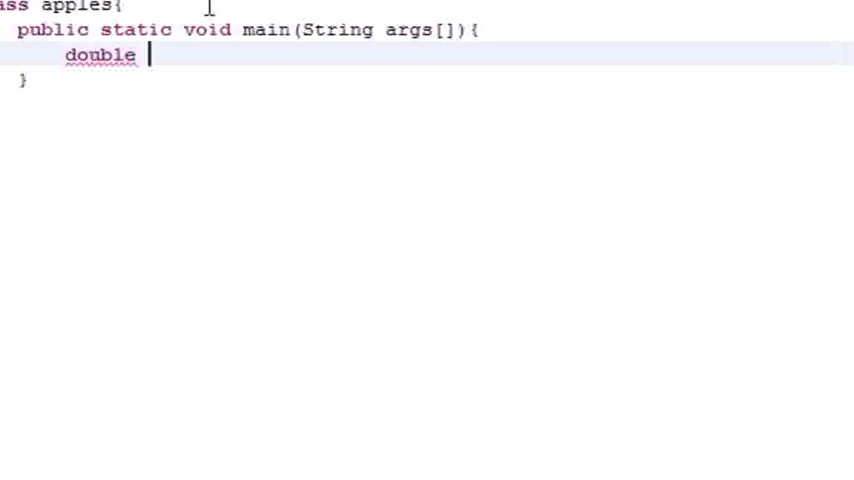 ass apples{
public static void main(String args[]){
double
}